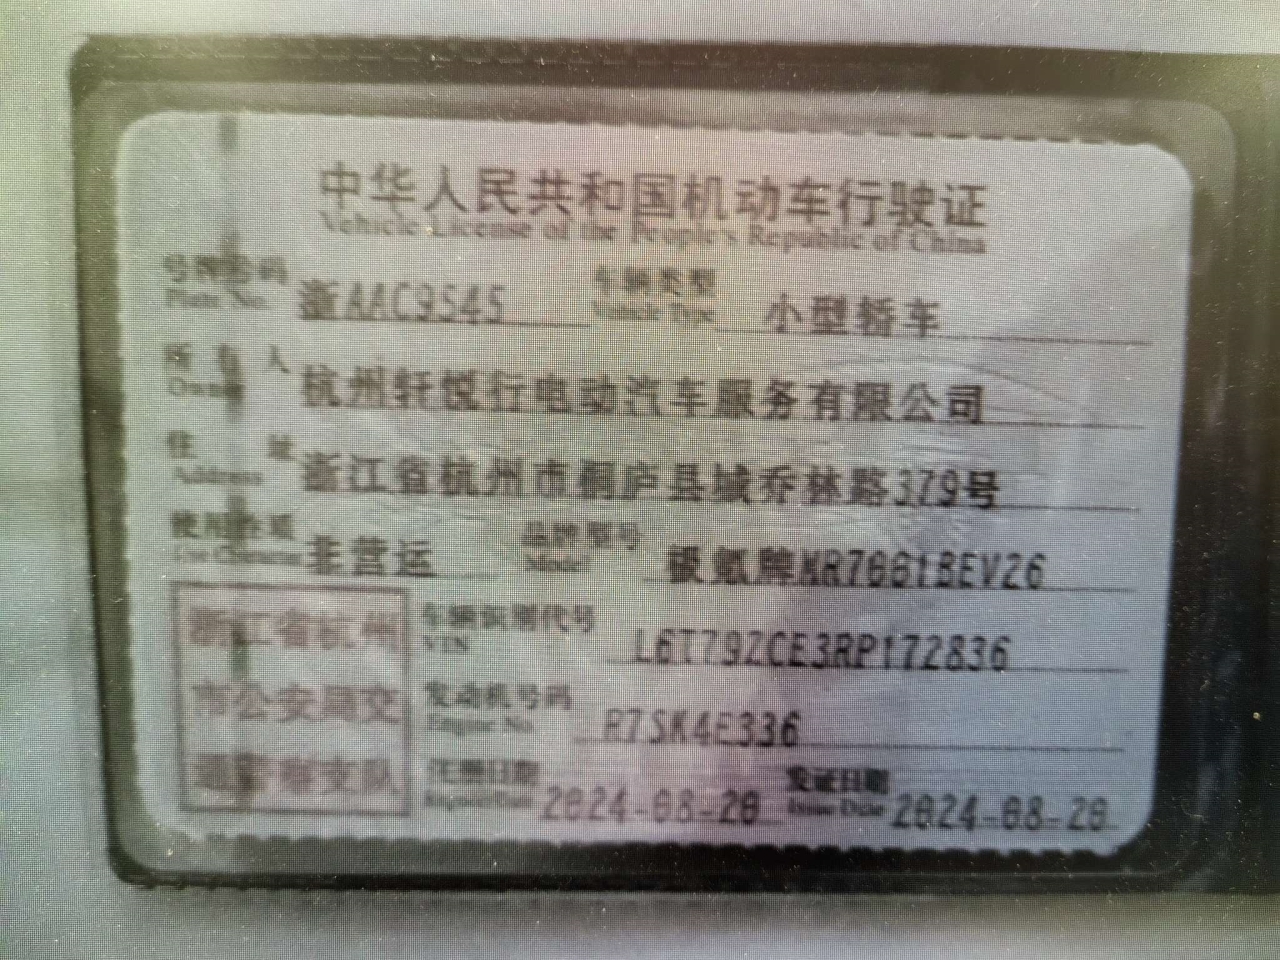 中华人民共和国机动车行驶证
Vehicle License of the People's Republic of China
号牌号码 浙AAC9545 车辆类型 小型轿车
Plate No. Vehicle Type
所有人 杭州轩悦行电动汽车服务有限公司
Owner
住址 浙江省杭州市桐庐县城乔林路379号
Address
使用性质 非营运 品牌型号 极氪牌MR7001BEV26
Use Character Model
浙江省杭州
市公安局交
通警察支队
车辆识别代号 L6T79ZCE3RP172836
VIN
发动机号码 R7SK4E336
Engine No.
注册日期 2024-08-20 发证日期 2024-08-20
Register Date Issue Date